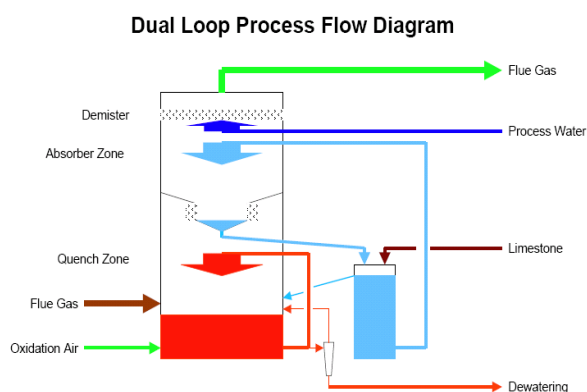 Dual Loop Process Flow Diagram
Flue Gas
Demister
Process Water
Absorber Zone
Limestone
Quench Zone
Flue Gas
Oxidation Air
Dewatering